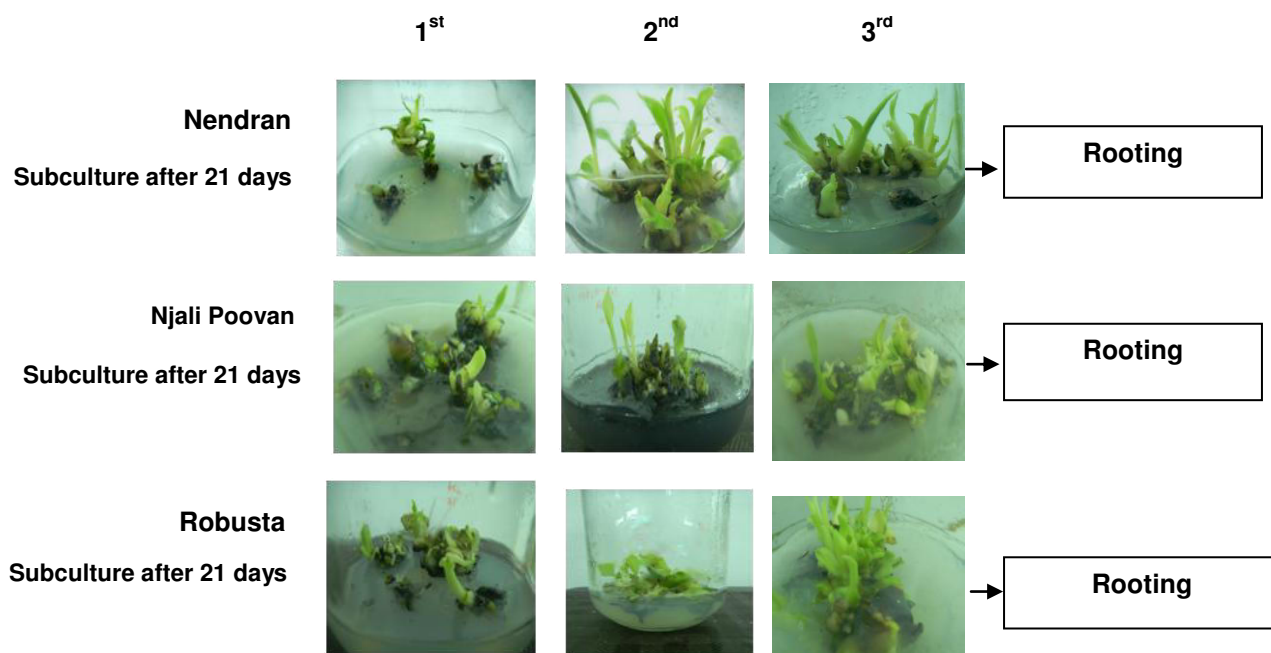 1st 2nd 3rd
Nendran
Subculture after 21 days
Rooting
Njali Poovan
Subculture after 21 days
Rooting
Robusta
Subculture after 21 days
Rooting